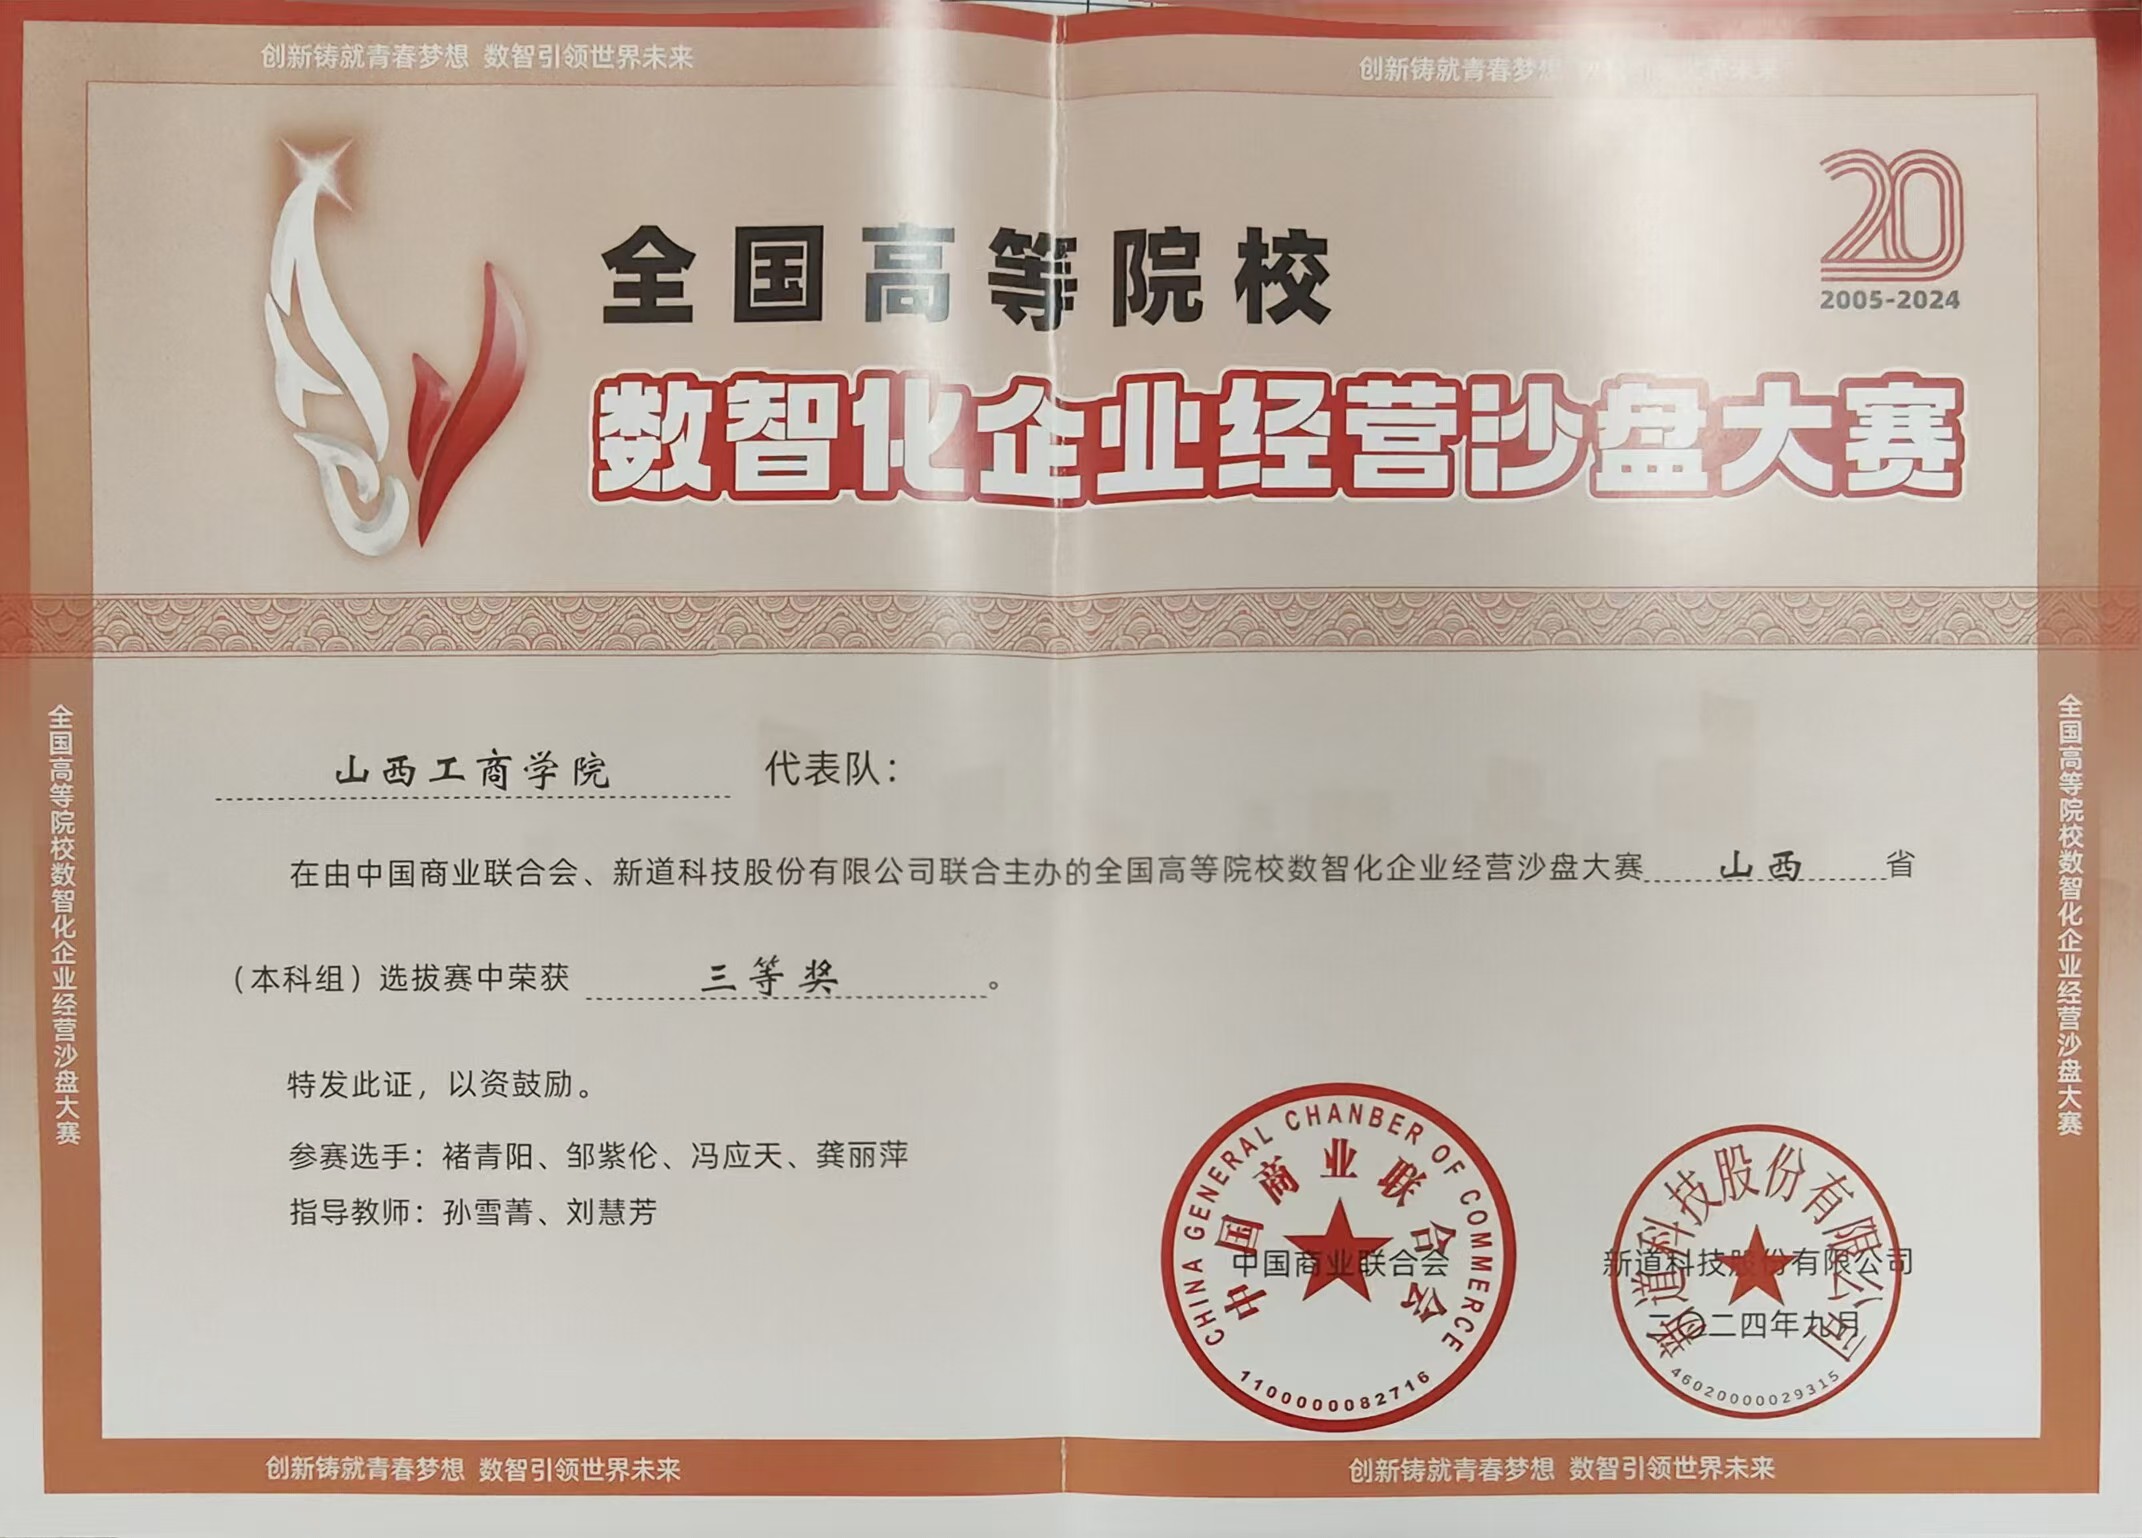 创新铸就青春梦想 数智引领世界未来
创新铸就青春梦想
20
2005-2024
全国高等院校
数智化企业经营沙盘大赛
全国高等院校数智化企业经营沙盘大赛
全国高等院校数智化企业经营沙盘大赛
山西工商学院 代表队：
在由中国商业联合会、新道科技股份有限公司联合主办的全国高等院校数智化企业经营沙盘大赛 山西 省
（本科组）选拔赛中荣获 三等奖 。
特发此证，以资鼓励。
参赛选手：褚青阳、邹紫伦、冯应天、龚丽萍
指导教师：孙雪菁、刘慧芳
CHINA GENERAL CHANBER OF COMMERCE
中国商业联合会
中国商业联合会
1100000082716
新道科技股份有限公司
新道科技股份有限公司
二〇二四年九月
46020000029315
创新铸就青春梦想 数智引领世界未来
创新铸就青春梦想 数智引领世界未来